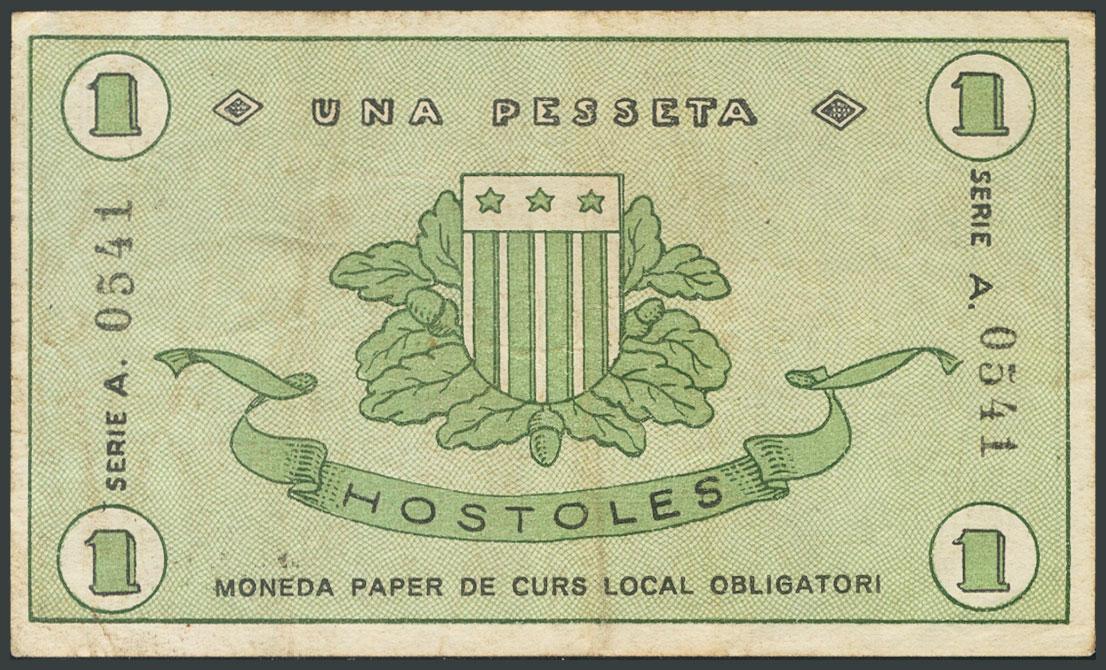 1 UNA PESSETA 1
SERIE A. 0541
SERIE A. 0541
HOSTOLES
1 1
MONEDA PAPER DE CURS LOCAL OBLIGATORI